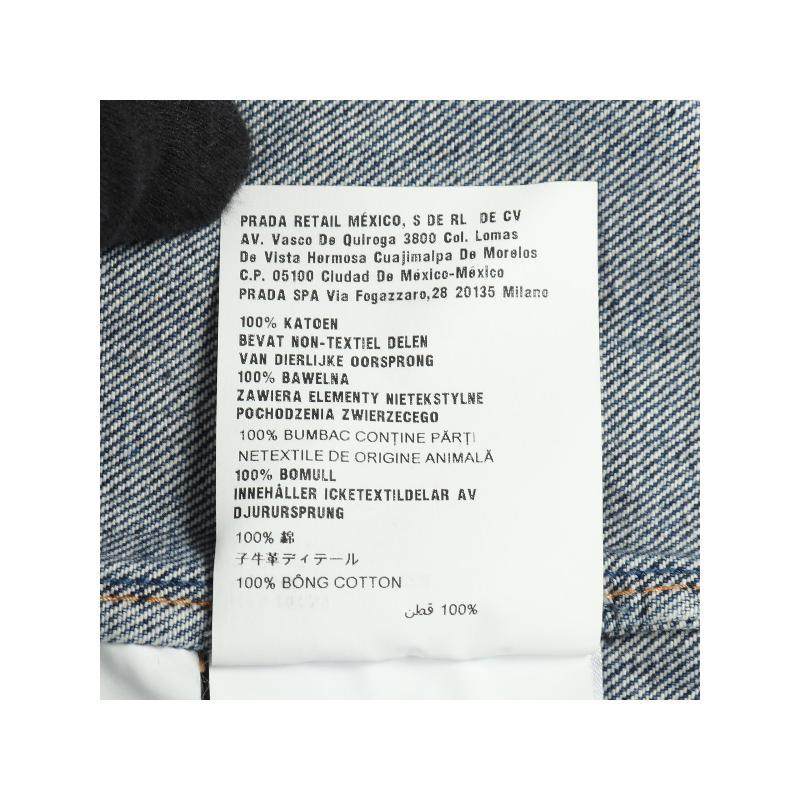 PRADA RETAIL MÉXICO, S DE RL DE CV
AV. Vasco De Quiroga 3800 Col. Lomas
De Vista Hermosa Cuajimalpa De Morelos
C.P. 05100 Ciudad De México-México
PRADA SPA Via Fogazzaro,28 20135 Milano
100% KATOEN
BEVAT NON-TEXTIEL DELEN
VAN DIERLIJKE OORSPRONG
100% BAWELNA
ZAWIERA ELEMENTY NIETEKSTYLNE
POCHODZENIA ZWIERZECEGO
100% BUMBAC CONŢINE PĂRŢI
NETEXTILE DE ORIGINE ANIMALĂ
100% BOMULL
INNEHÅLLER ICKETEXTILDELAR AV
DJURURSPRUNG
100% 綿
子牛革ディテール
100% BÔNG COTTON
100% قطن